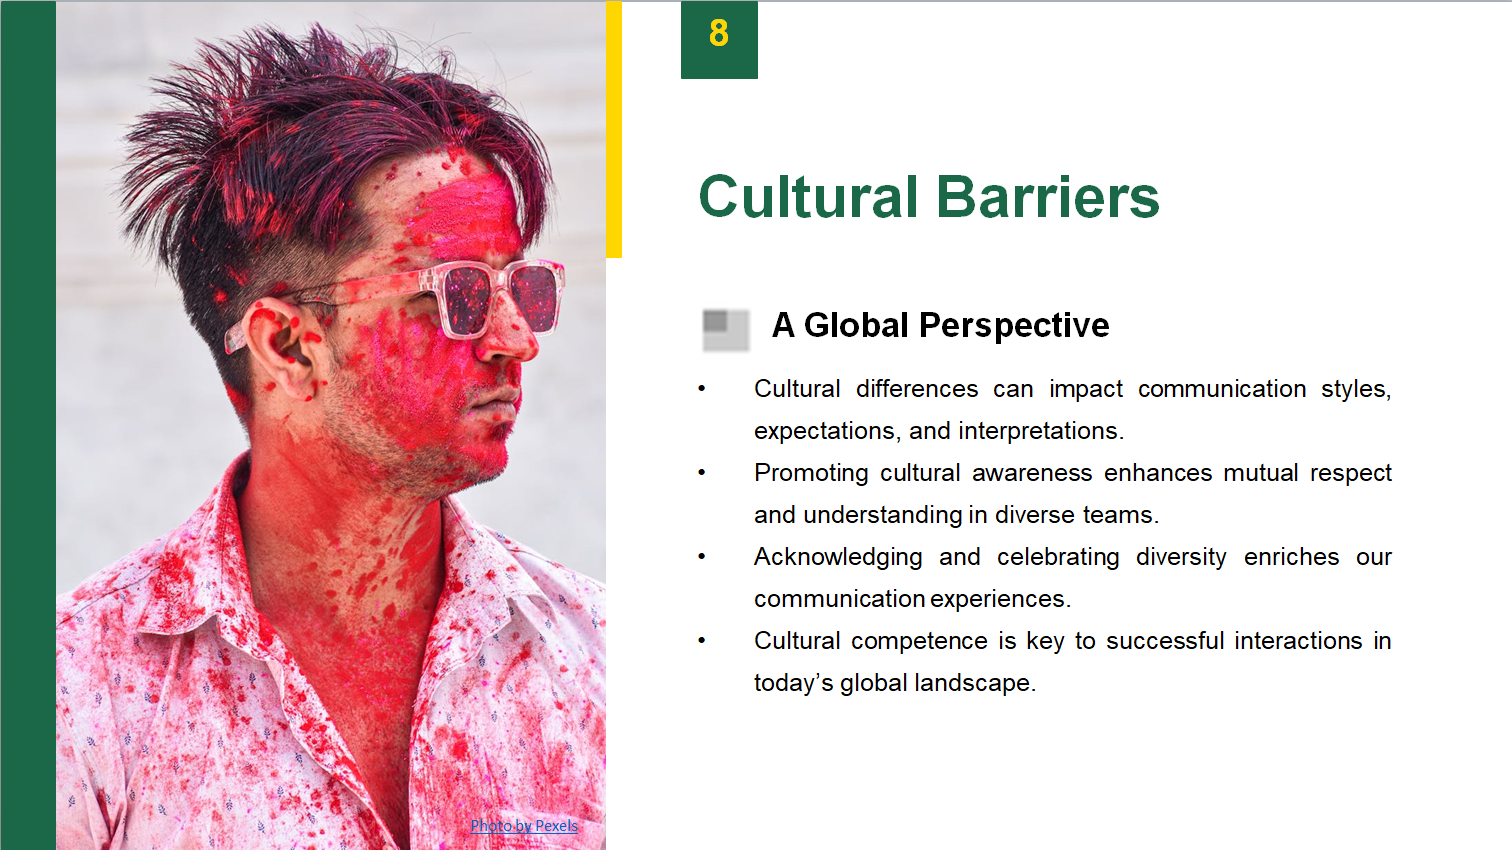 8
Cultural Barriers
A Global Perspective
• Cultural differences can impact communication styles,
expectations, and interpretations.
• Promoting cultural awareness enhances mutual respect
and understanding in diverse teams.
• Acknowledging and celebrating diversity enriches our
communication experiences.
• Cultural competence is key to successful interactions in
today’s global landscape.
Photo by Pexels